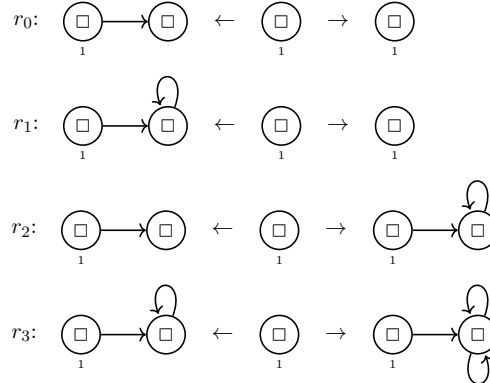 r₀: □ → □ ← □ → □
1 1 1
r₁: □ → □ ← □ → □
1 1 1
r₂: □ → □ ← □ → □ → □
1 1 1
r₃: □ → □ ← □ → □ → □
1 1 1